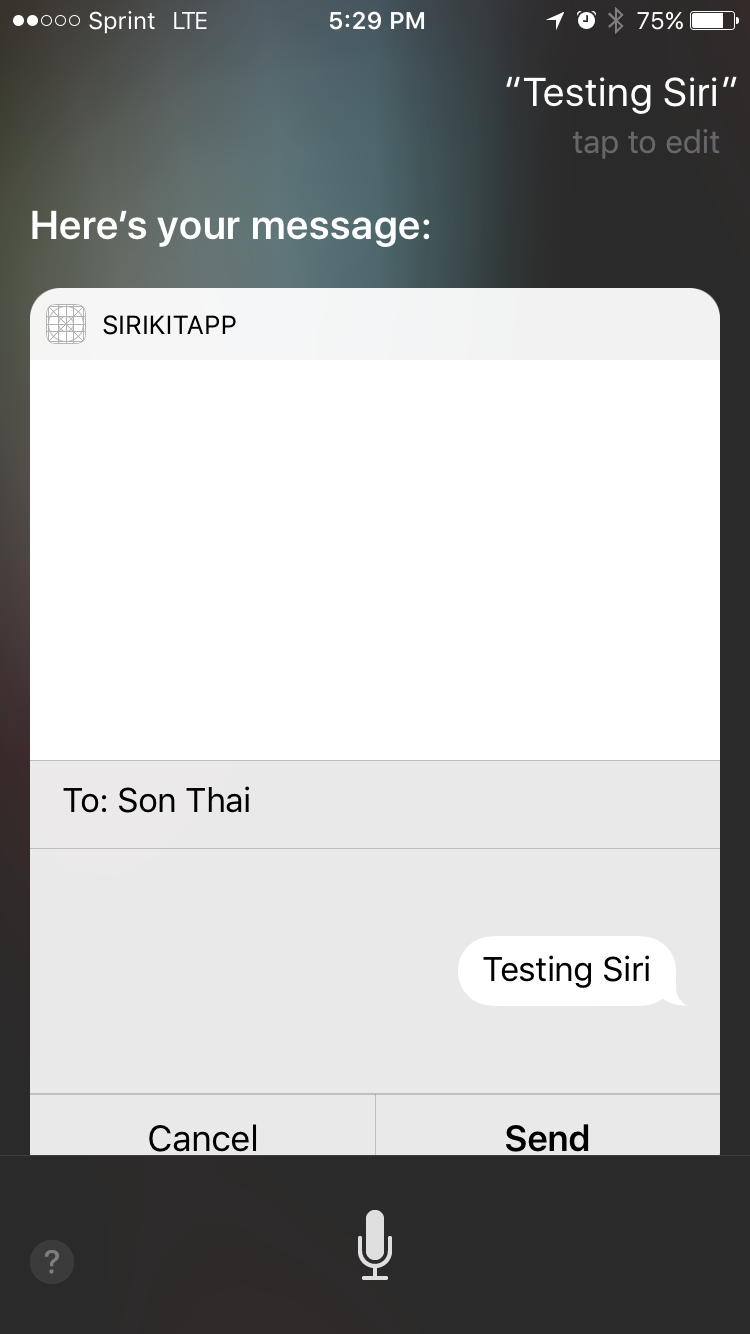 Sprint LTE 5:29 PM 75%
“Testing Siri”
tap to edit
Here’s your message:
SIRIKITAPP
To: Son Thai
Testing Siri
Cancel Send
?